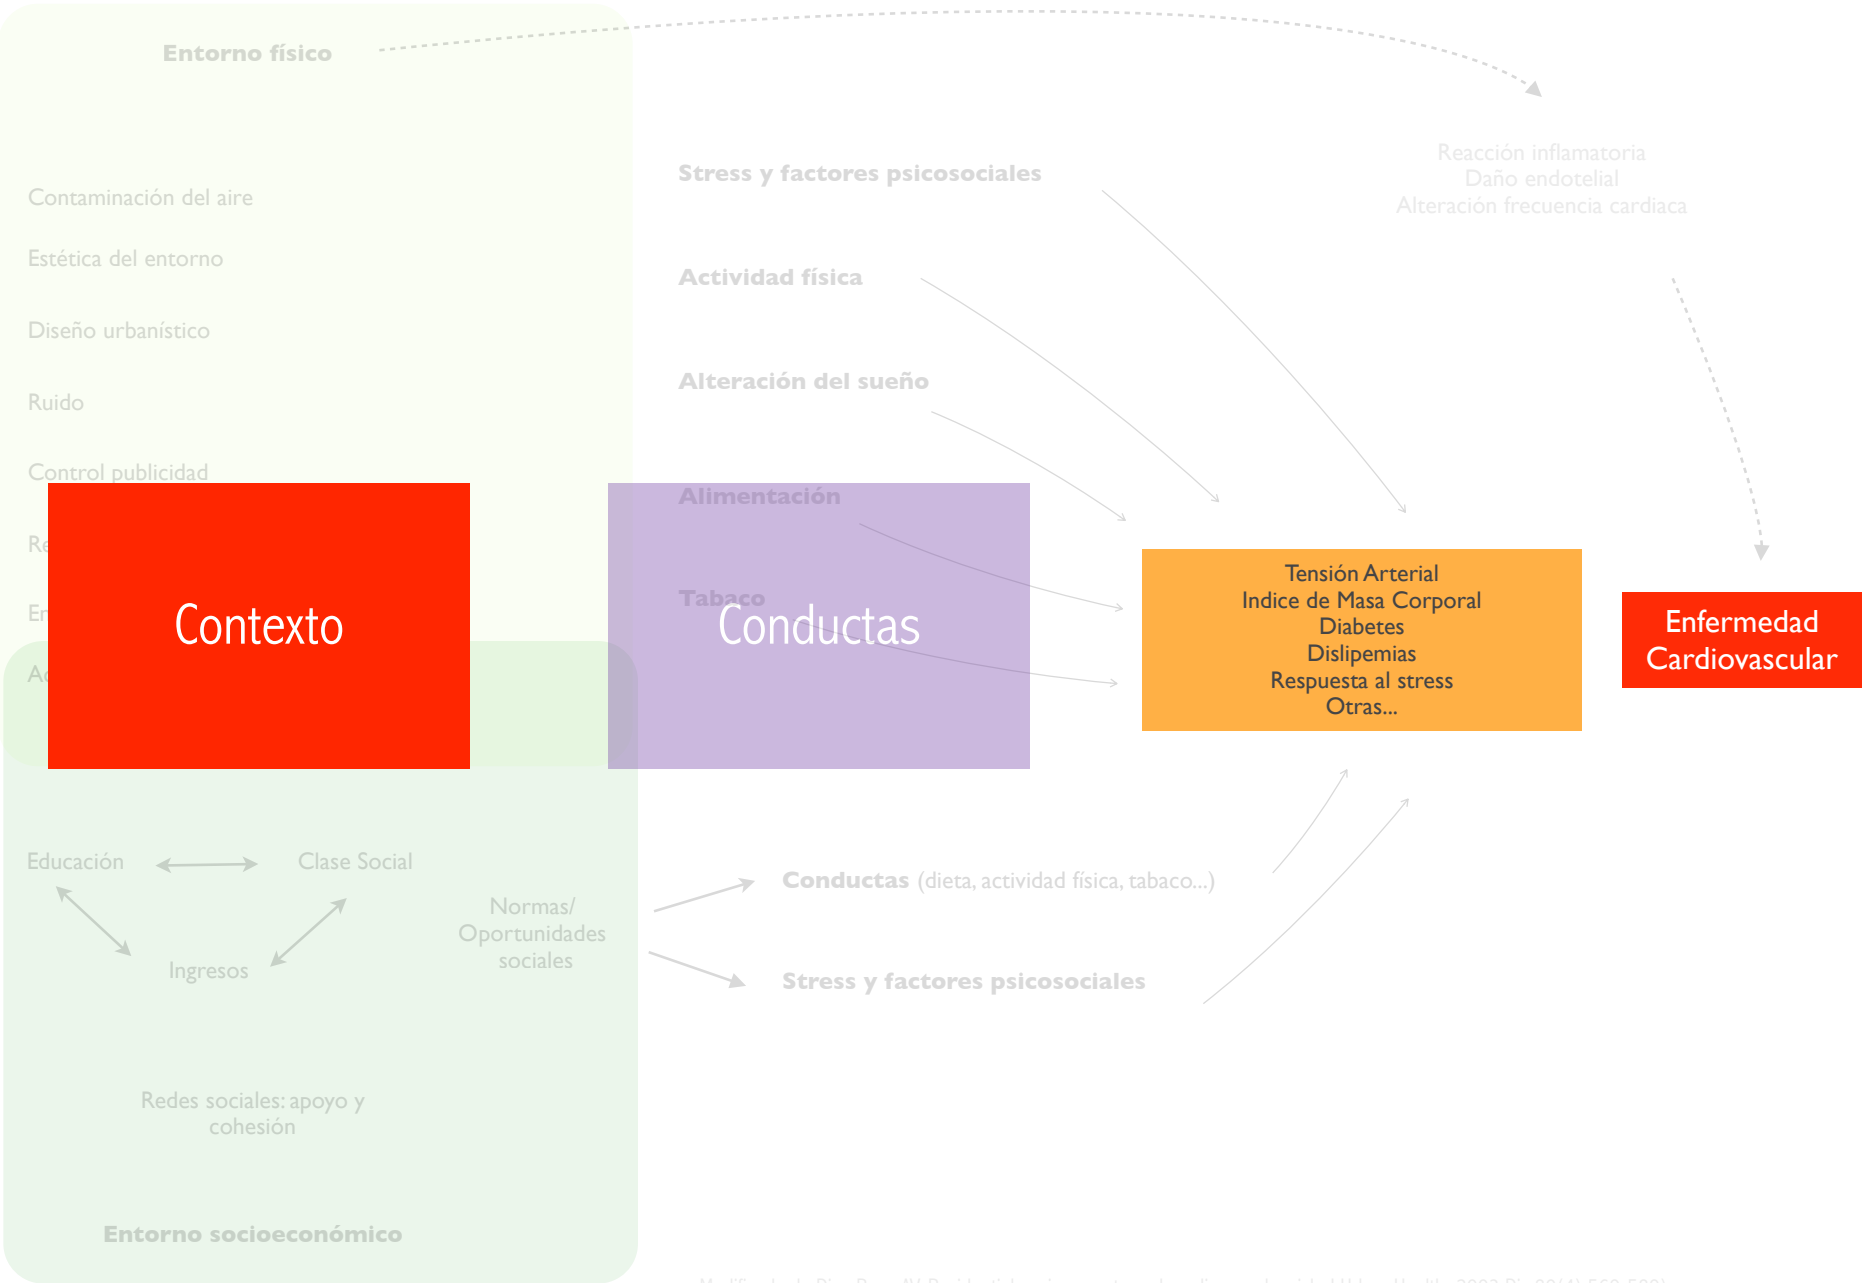 Entorno físico
Contaminación del aire
Estética del entorno
Diseño urbanístico
Ruido
Control publicidad
Stress y factores psicosociales
Actividad física
Alteración del sueño
Alimentación
Tabaco
Reacción inflamatoria
Daño endotelial
Alteración frecuencia cardiaca
Contexto
Conductas
Tensión Arterial
Indice de Masa Corporal
Diabetes
Dislipemias
Respuesta al stress
Otras...
Enfermedad
Cardiovascular
Educación
Clase Social
Ingresos
Normas/
Oportunidades
sociales
Conductas (dieta, actividad física, tabaco...)
Stress y factores psicosociales
Redes sociales: apoyo y
cohesión
Entorno socioeconómico